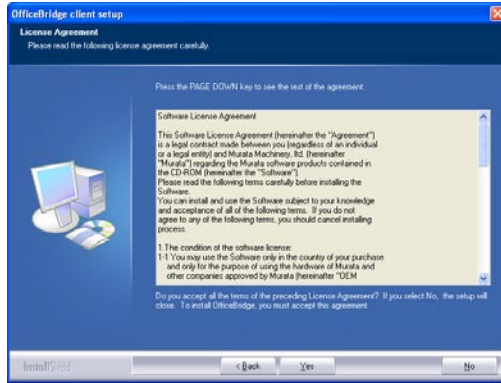 OfficeBridge client setup
License Agreement
Please read the following license agreement carefully.
Press the PAGE DOWN key to see the rest of the agreement.
Software License Agreement
This Software License Agreement (hereinafter the "Agreement")
is a legal contract made between you (regardless of an individual
or a legal entity) and Murata Machinery, ltd. (hereinafter
"Murata") regarding the Murata software products contained in
the CD-ROM (hereinafter the "Software").
Please read the following terms carefully before installing the
Software.
You can install and use the Software subject to your knowledge
and acceptance of all of the following terms. If you do not
agree to any of the following terms, you should cancel installing
process.
1.The condition of the software license:
1-1 You may use the Software only in the country of your purchase
and only for the purpose of using the hardware of Murata and
other companies approved by Murata (hereinafter "OEM
Do you accept all the terms of the preceding License Agreement? If you select No, the setup will
close. To install OfficeBridge, you must accept this agreement.
InstallShield
< Back
Yes
No